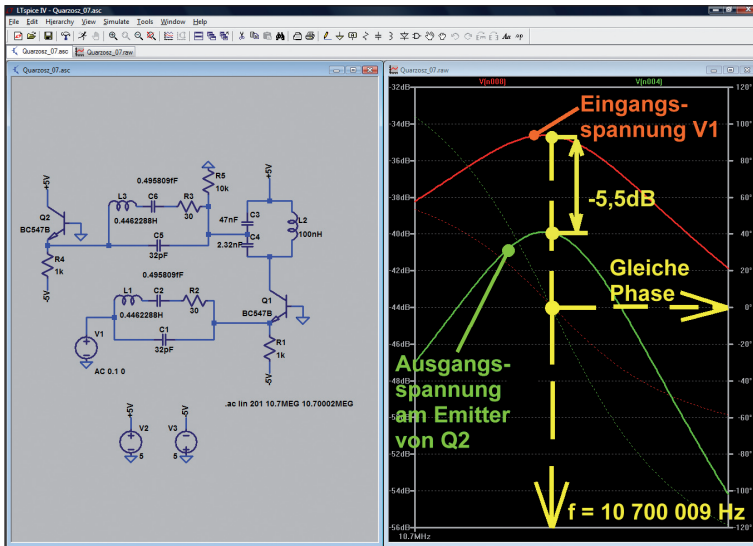 LTspice IV - Quarzosz_07.asc
File Edit Hierarchy View Simulate Tools Window Help
Quarzosz_07.asc Quarzosz_07.raw
Quarzosz_07.asc
+5V
Q2
BC547B
R4
1k
-5V
0.495809fF
L3
C6
R3
0.4462288H
30
C5
32pF
R5
10k
+5V
C3
47nF
C4
2.32nF
L2
100nH
0.495809fF
L1
C2
R2
0.4462288H
30
C1
32pF
Q1
BC547B
R1
1k
-5V
V1
AC 0.1 0
.ac lin 201 10.7MEG 10.70002MEG
+5V
V2
5
-5V
V3
5
Quarzosz_07.raw
V(n004)
-32dB
-34dB
-36dB
-38dB
-40dB
-42dB
-44dB
-46dB
-48dB
-50dB
-52dB
-54dB
-56dB
120°
100°
80°
60°
40°
20°
0°
-20°
-40°
-60°
-80°
-100°
-120°
10.7MHz
Eingangs-
spannung V1
-5,5dB
Gleiche
Phase
Ausgangs-
spannung
am Emitter
von Q2
f = 10 700 009 Hz